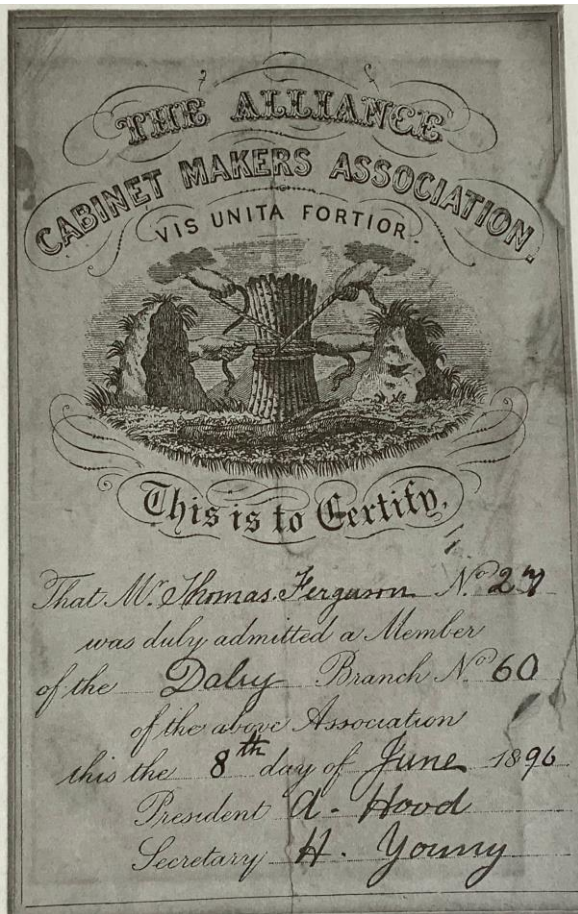 THE ALLIANCE
CABINET MAKERS ASSOCIATION.
VIS UNITA FORTIOR.
This is to Certify,
That Mr. Thomas Ferguson No. 27
was duly admitted a Member
of the Dalry Branch No. 60
of the above Association
this the 8th day of June 1896
President A. Hood
Secretary H. Young